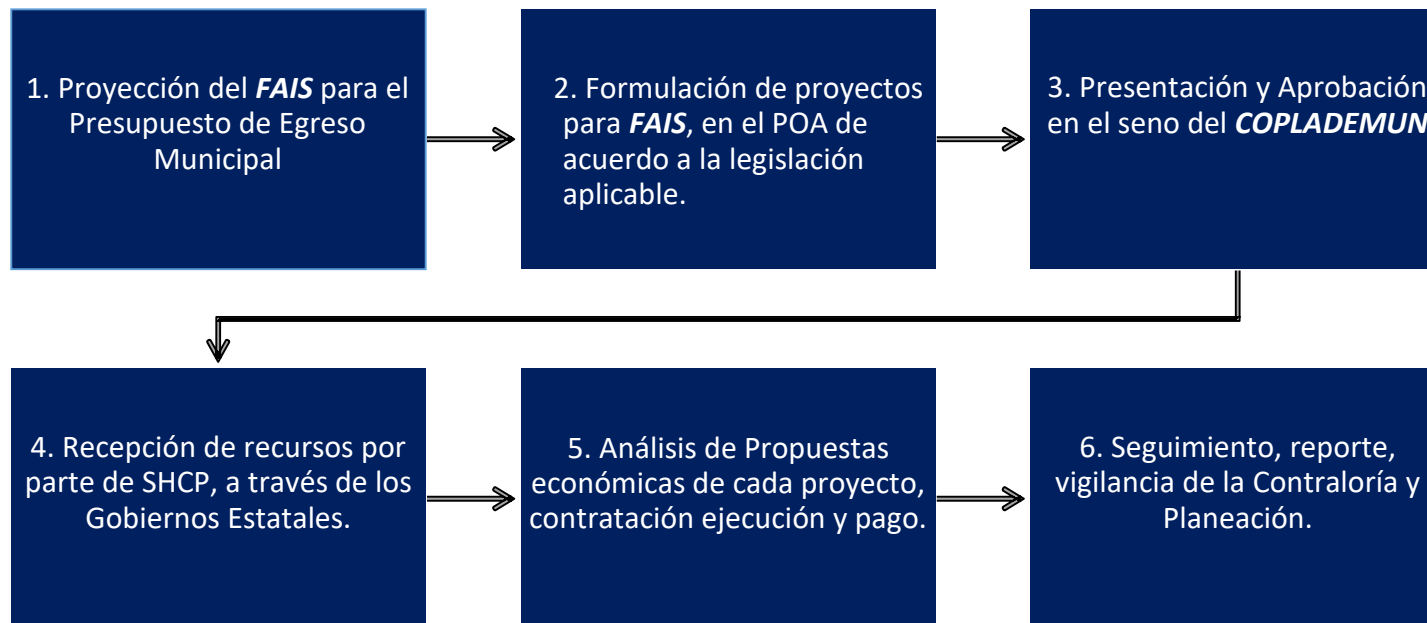 1. Proyección del FAIS para el
Presupuesto de Egreso
Municipal
2. Formulación de proyectos
para FAIS, en el POA de
acuerdo a la legislación
aplicable.
3. Presentación y Aprobación
en el seno del COPLADEMUN
4. Recepción de recursos por
parte de SHCP, a través de los
Gobiernos Estatales.
5. Análisis de Propuestas
económicas de cada proyecto,
contratación ejecución y pago.
6. Seguimiento, reporte,
vigilancia de la Contraloría y
Planeación.